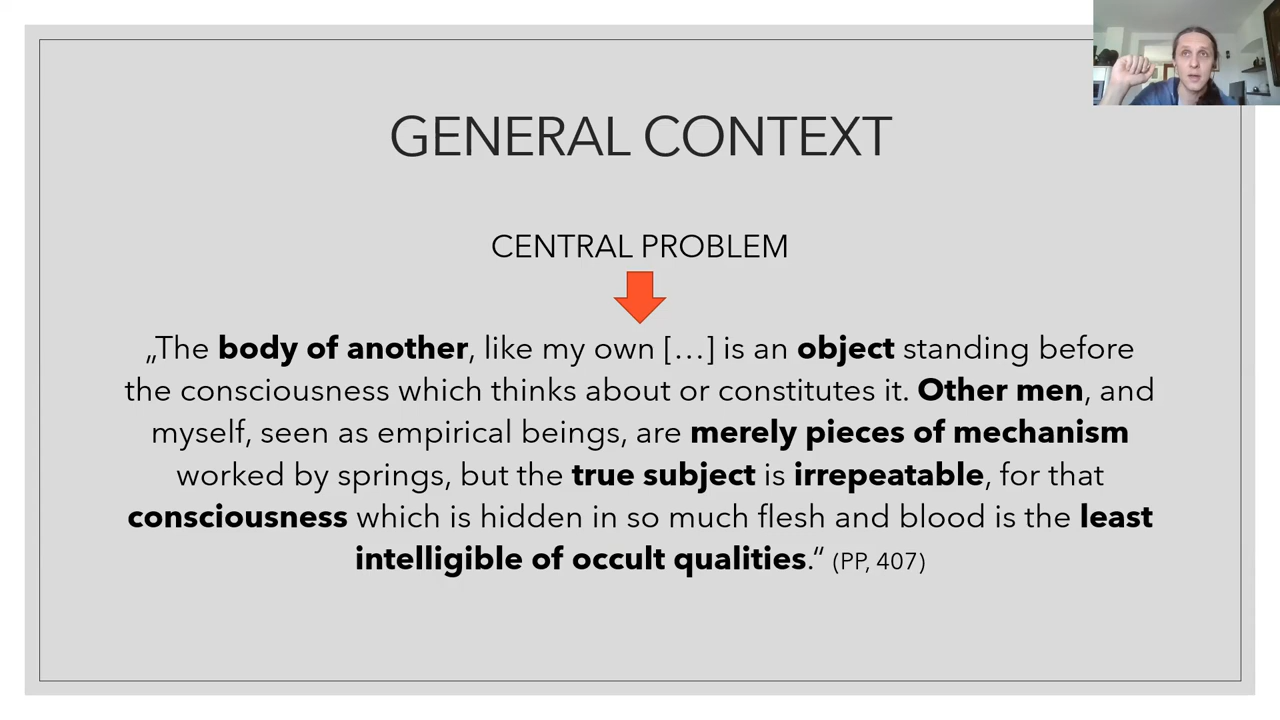 GENERAL CONTEXT
CENTRAL PROBLEM
„The body of another, like my own […] is an object standing before
the consciousness which thinks about or constitutes it. Other men, and
myself, seen as empirical beings, are merely pieces of mechanism
worked by springs, but the true subject is irrepeatable, for that
consciousness which is hidden in so much flesh and blood is the least
intelligible of occult qualities.“ (PP, 407)